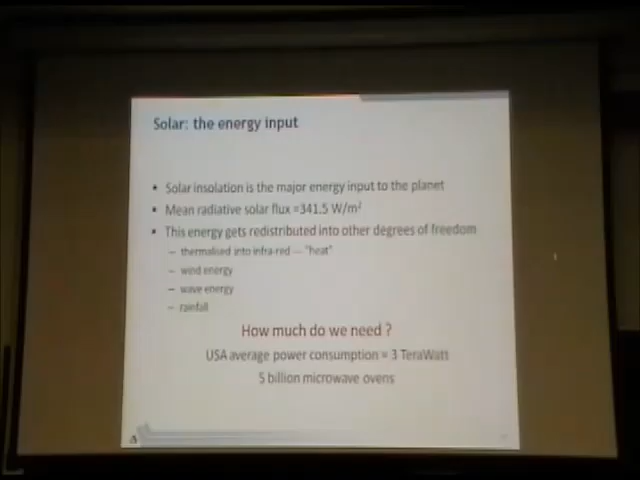 Solar: the energy input
• Solar insolation is the major energy input to the planet
• Mean radiative solar flux =341.5 W/m²
• This energy gets redistributed into other degrees of freedom
– thermalised into infra-red — "heat"
– wind energy
– wave energy
– rainfall
How much do we need ?
USA average power consumption = 3 TeraWatt
5 billion microwave ovens